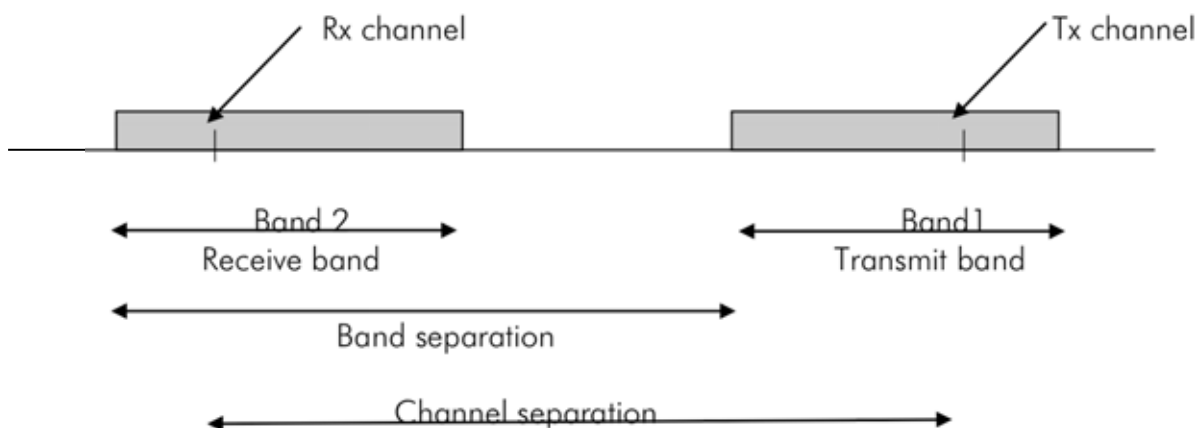 Rx channel
Tx channel
Band 2
Receive band
Band1
Transmit band
Band separation
Channel separation